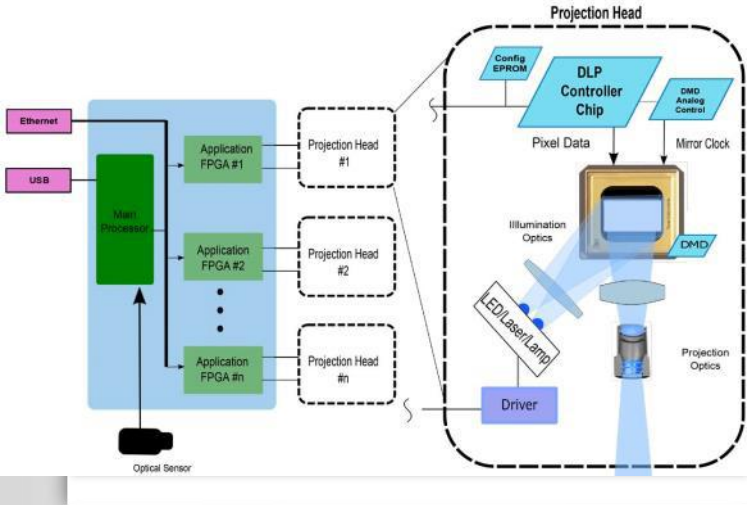 Projection Head
Config
EPROM
DLP
Controller
Chip
DMD
Analog
Control
Pixel Data
Mirror Clock
Ethernet
USB
Main
Processor
Application
FPGA #1
Projection Head
#1
Application
FPGA #2
Projection Head
#2
Application
FPGA #n
Projection Head
#n
Optical Sensor
Illumination
Optics
DMD
LED/Laser/Lamp
Projection
Optics
Driver